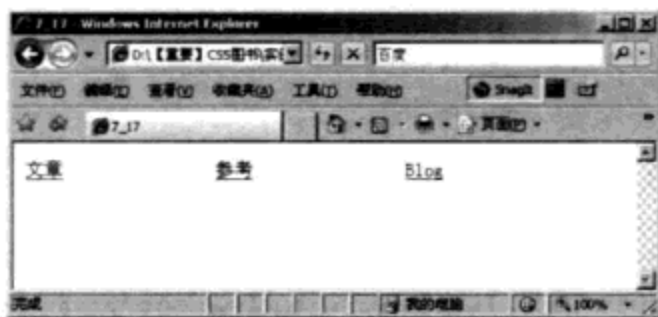 7_17 - Windows Internet Explorer
D:\【重要】CSS图书\实例 百度
文件(F) 编辑(E) 查看(V) 收藏夹(A) 工具(T) 帮助(H) SnagIt
7_17 页面(P)
文章 参考 Blog
完成 我的电脑 100%